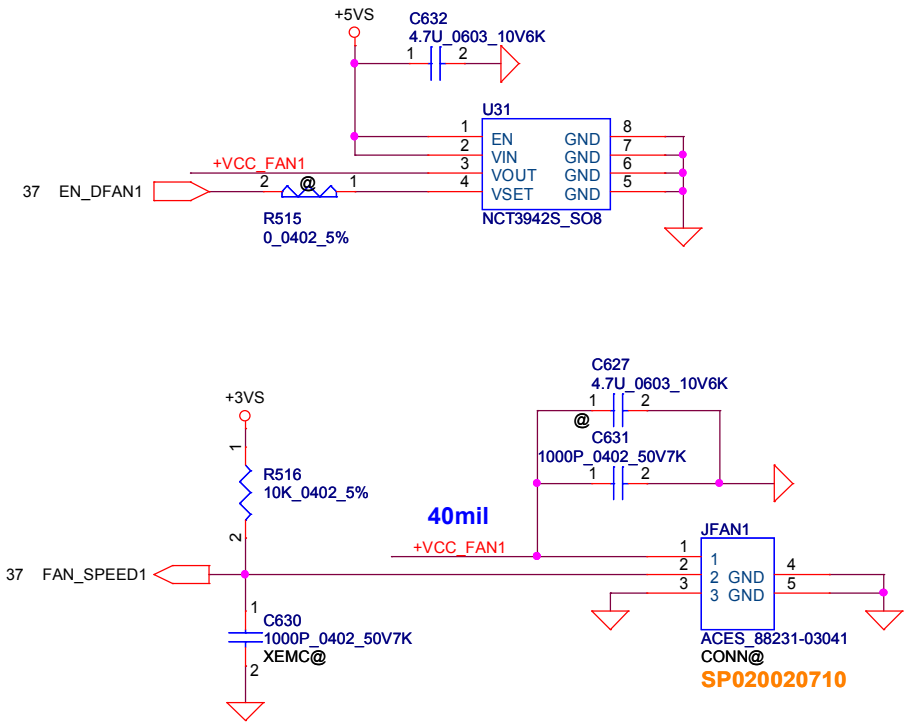 +5VS
C632
4.7U_0603_10V6K
1 2
U31
1 EN GND 8
2 VIN GND 7
+VCC_FAN1 3 VOUT GND 6
37 EN_DFAN1 2 @ 1 4 VSET GND 5
R515
0_0402_5%
NCT3942S_SO8
C627
4.7U_0603_10V6K
1 2
@
C631
1000P_0402_50V7K
1 2
+3VS
1
R516
10K_0402_5%
2
40mil
+VCC_FAN1
JFAN1
1 1
2 2 GND 4
3 3 GND 5
37 FAN_SPEED1
1
C630
1000P_0402_50V7K
XEMC@
2
ACES_88231-03041
CONN@
SP020020710